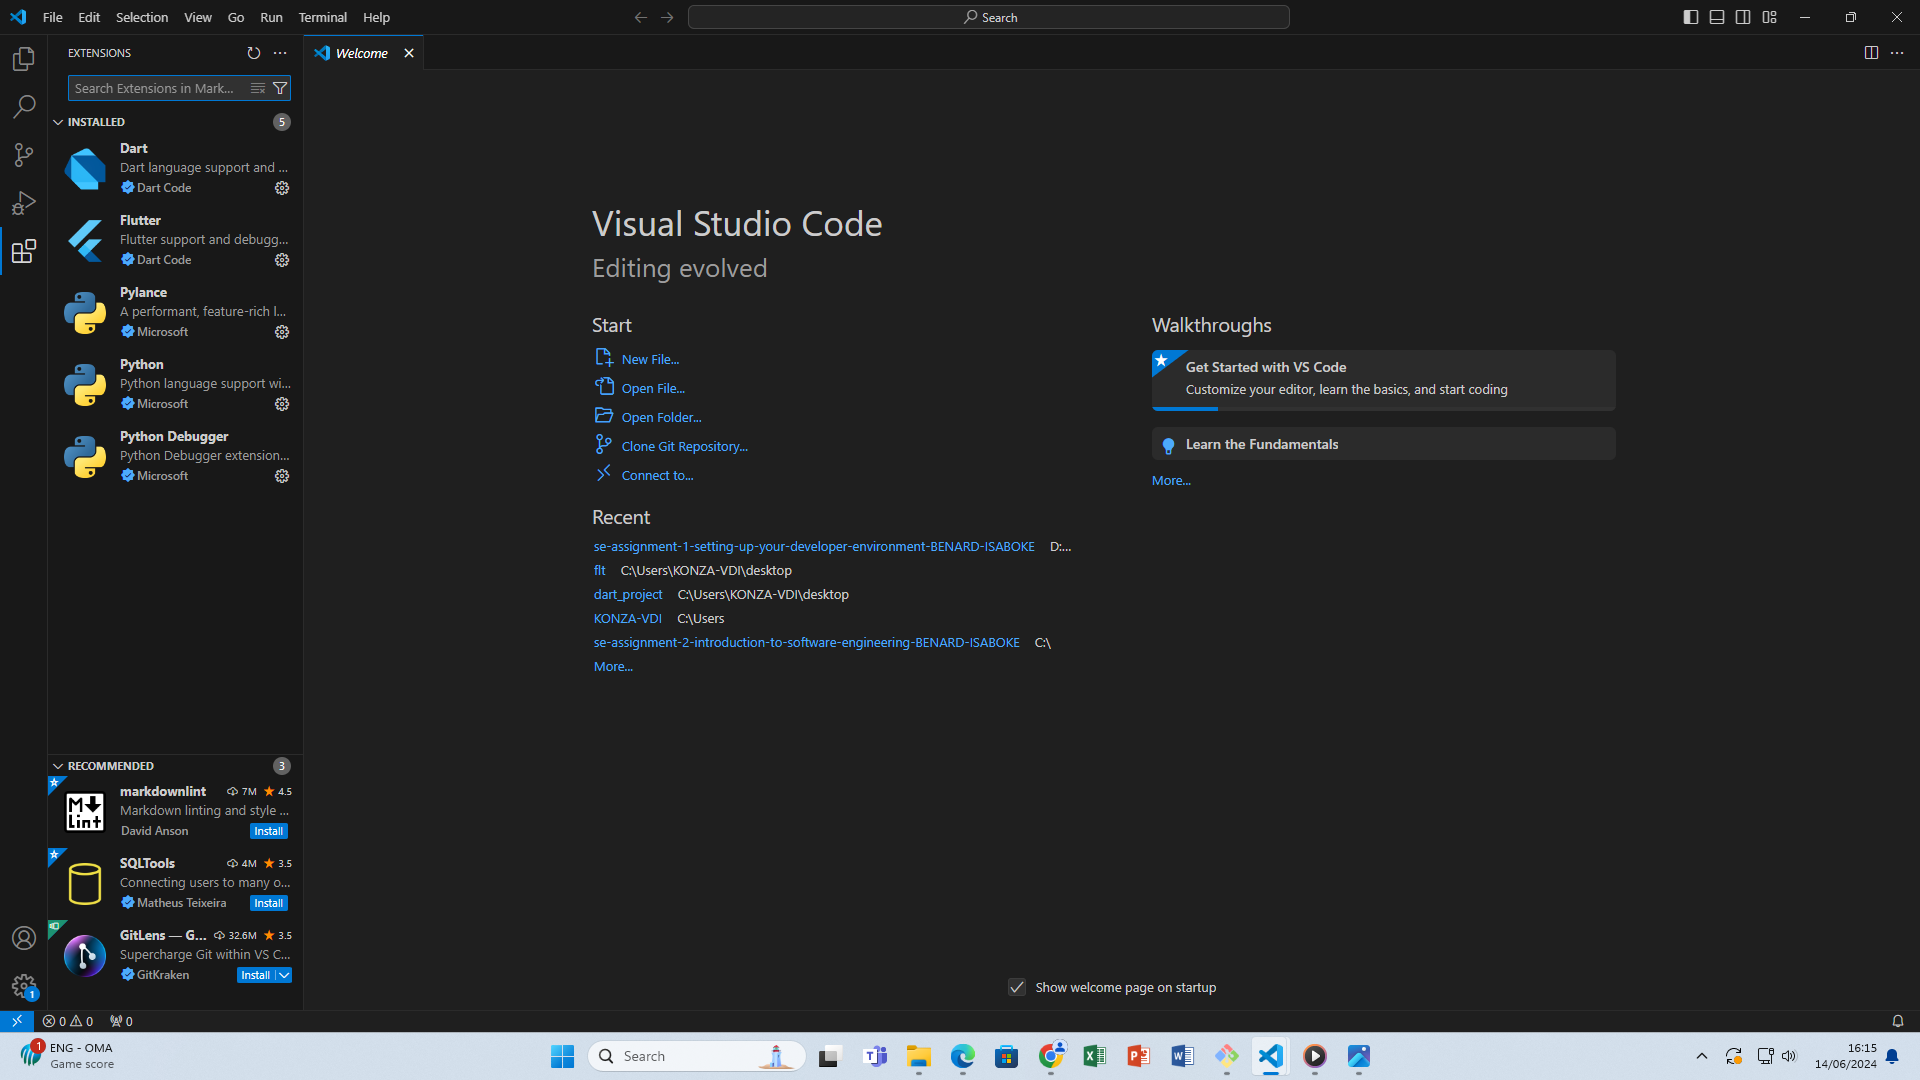 File Edit Selection View Go Run Terminal Help
Search
EXTENSIONS
Welcome
Search Extensions in Mark...
INSTALLED 5
Dart
Dart language support and ...
Dart Code
Flutter
Flutter support and debugg...
Dart Code
Pylance
A performant, feature-rich l...
Microsoft
Python
Python language support wi...
Microsoft
Python Debugger
Python Debugger extension...
Microsoft
RECOMMENDED 3
markdownlint 7M 4.5
Markdown linting and style ...
David Anson Install
SQLTools 4M 3.5
Connecting users to many o...
Matheus Teixeira Install
GitLens — G... 32.6M 3.5
Supercharge Git within VS C...
GitKraken Install
M
Lint
1
Visual Studio Code
Editing evolved
Start
New File...
Open File...
Open Folder...
Clone Git Repository...
Connect to...
Recent
se-assignment-1-setting-up-your-developer-environment-BENARD-ISABOKE D:...
flt C:\Users\KONZA-VDI\desktop
dart_project C:\Users\KONZA-VDI\desktop
KONZA-VDI C:\Users
se-assignment-2-introduction-to-software-engineering-BENARD-ISABOKE C:\
More...
Walkthroughs
Get Started with VS Code
Customize your editor, learn the basics, and start coding
Learn the Fundamentals
More...
Show welcome page on startup
0 0 0
1
ENG - OMA
Game score
Search
16:15
14/06/2024